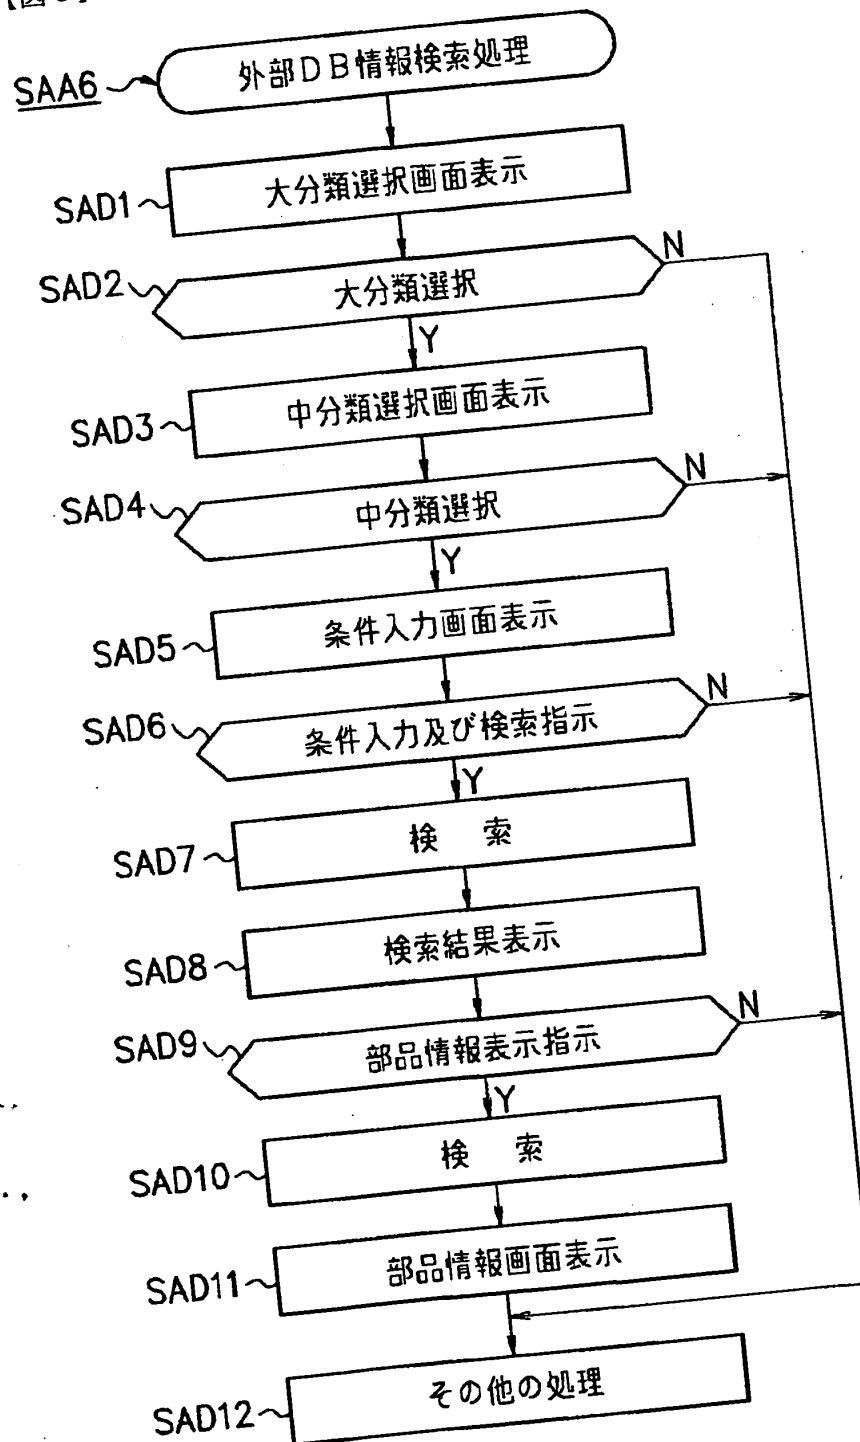 SAA6 外部DB情報検索処理
SAD1 大分類選択画面表示
SAD2 大分類選択 N
Y
SAD3 中分類選択画面表示
SAD4 中分類選択 N
Y
SAD5 条件入力画面表示
SAD6 条件入力及び検索指示 N
Y
SAD7 検 索
SAD8 検索結果表示
SAD9 部品情報表示指示 N
Y
SAD10 検 索
SAD11 部品情報画面表示
SAD12 その他の処理